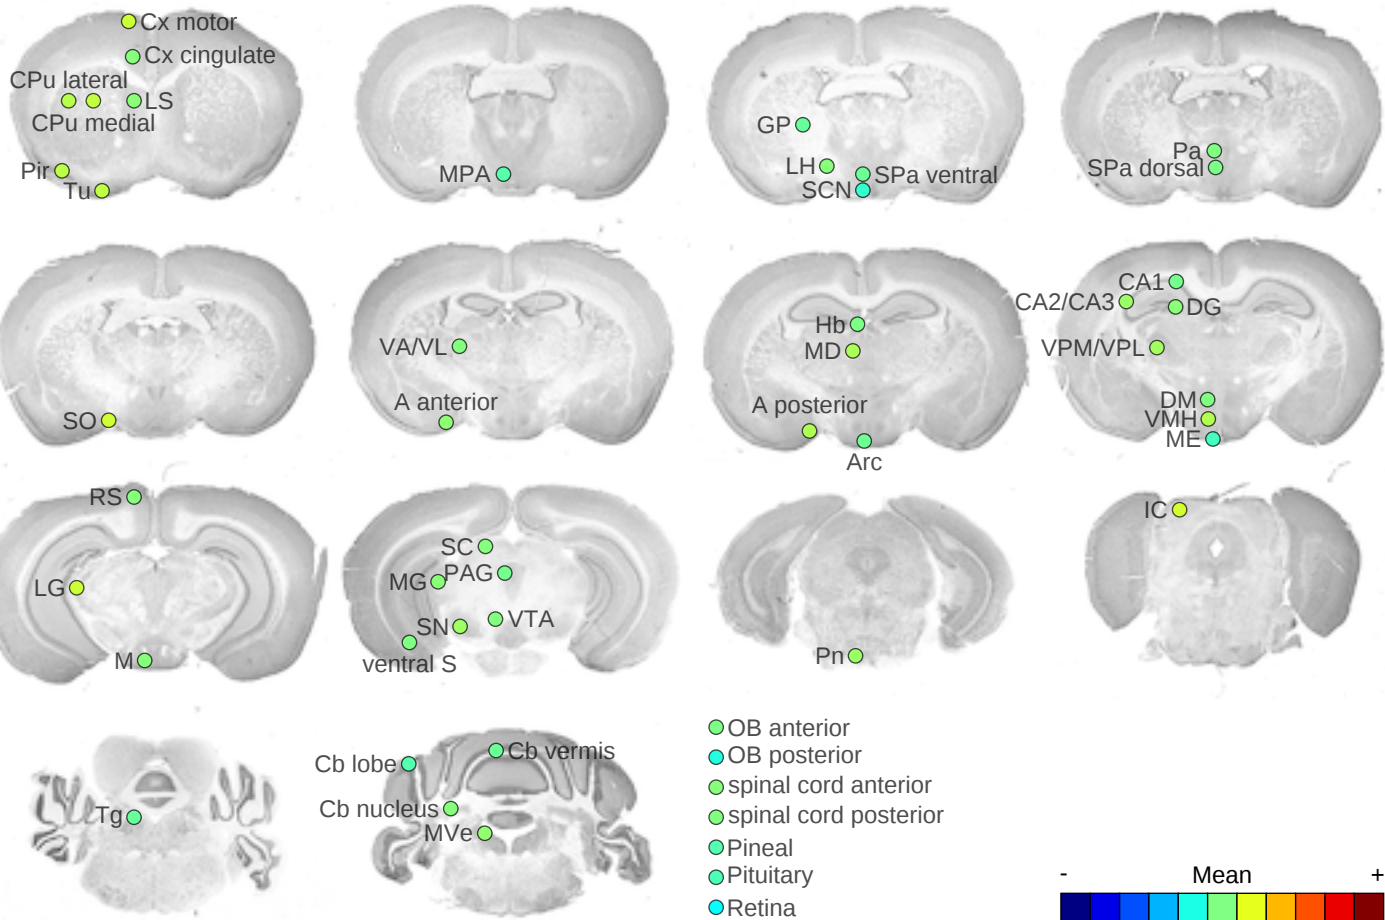 Cx motor
Cx cingulate
CPu lateral
LS
CPu medial
Pir
Tu
MPA
GP
LH
SPa ventral
SCN
Pa
SPa dorsal
SO
VA/VL
A anterior
Hb
MD
A posterior
Arc
CA1
CA2/CA3
DG
VPM/VPL
DM
VMH
ME
RS
LG
M
SC
MG
PAG
SN
VTA
ventral S
Pn
IC
Tg
Cb lobe
Cb vermis
Cb nucleus
MVe
OB anterior
OB posterior
spinal cord anterior
spinal cord posterior
Pineal
Pituitary
Retina
- Mean +